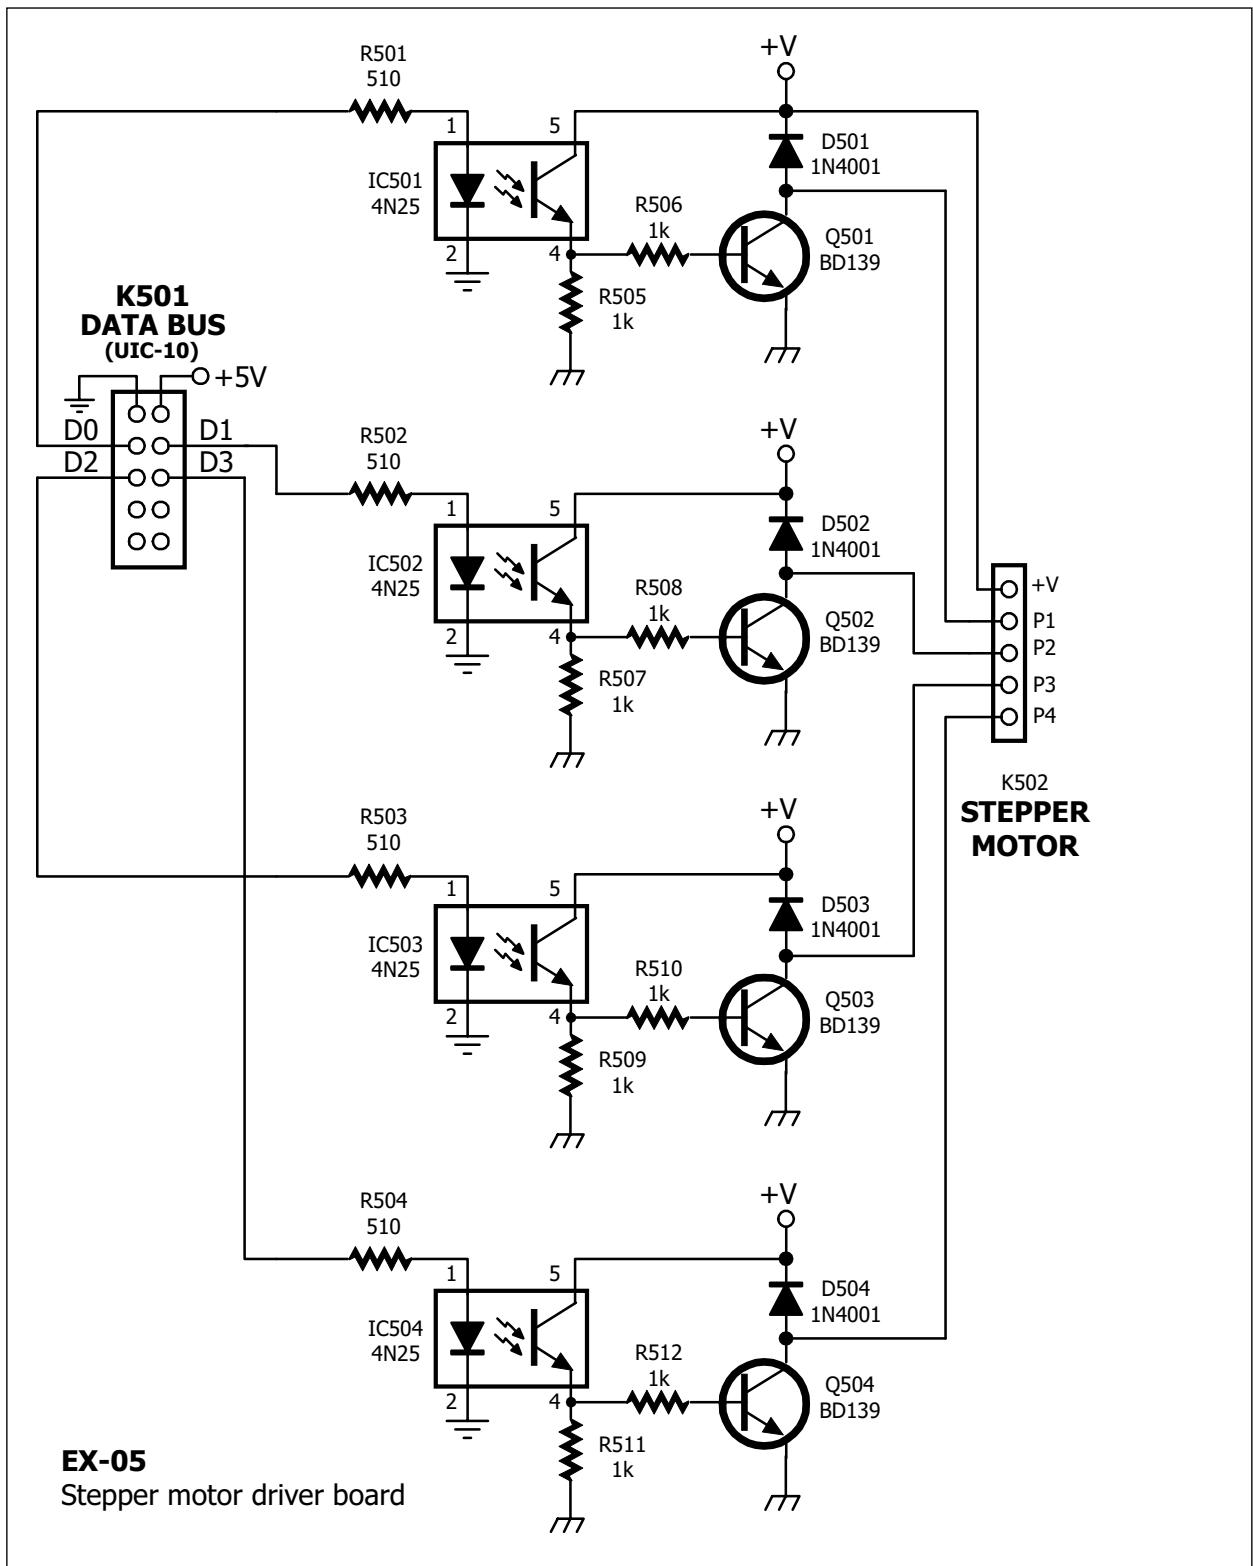 R501
510
+V
1
5
D501
1N4001
IC501
4N25
R506
1k
Q501
BD139
2
4
R505
1k
K501
DATA BUS
(UIC-10)
+5V
D0
D1
D2
D3
R502
510
+V
1
5
D502
1N4001
IC502
4N25
R508
1k
Q502
BD139
2
4
R507
1k
+V
P1
P2
P3
P4
K502
STEPPER
MOTOR
R503
510
+V
1
5
D503
1N4001
IC503
4N25
R510
1k
Q503
BD139
2
4
R509
1k
R504
510
+V
1
5
D504
1N4001
IC504
4N25
R512
1k
Q504
BD139
2
4
R511
1k
EX-05
Stepper motor driver board